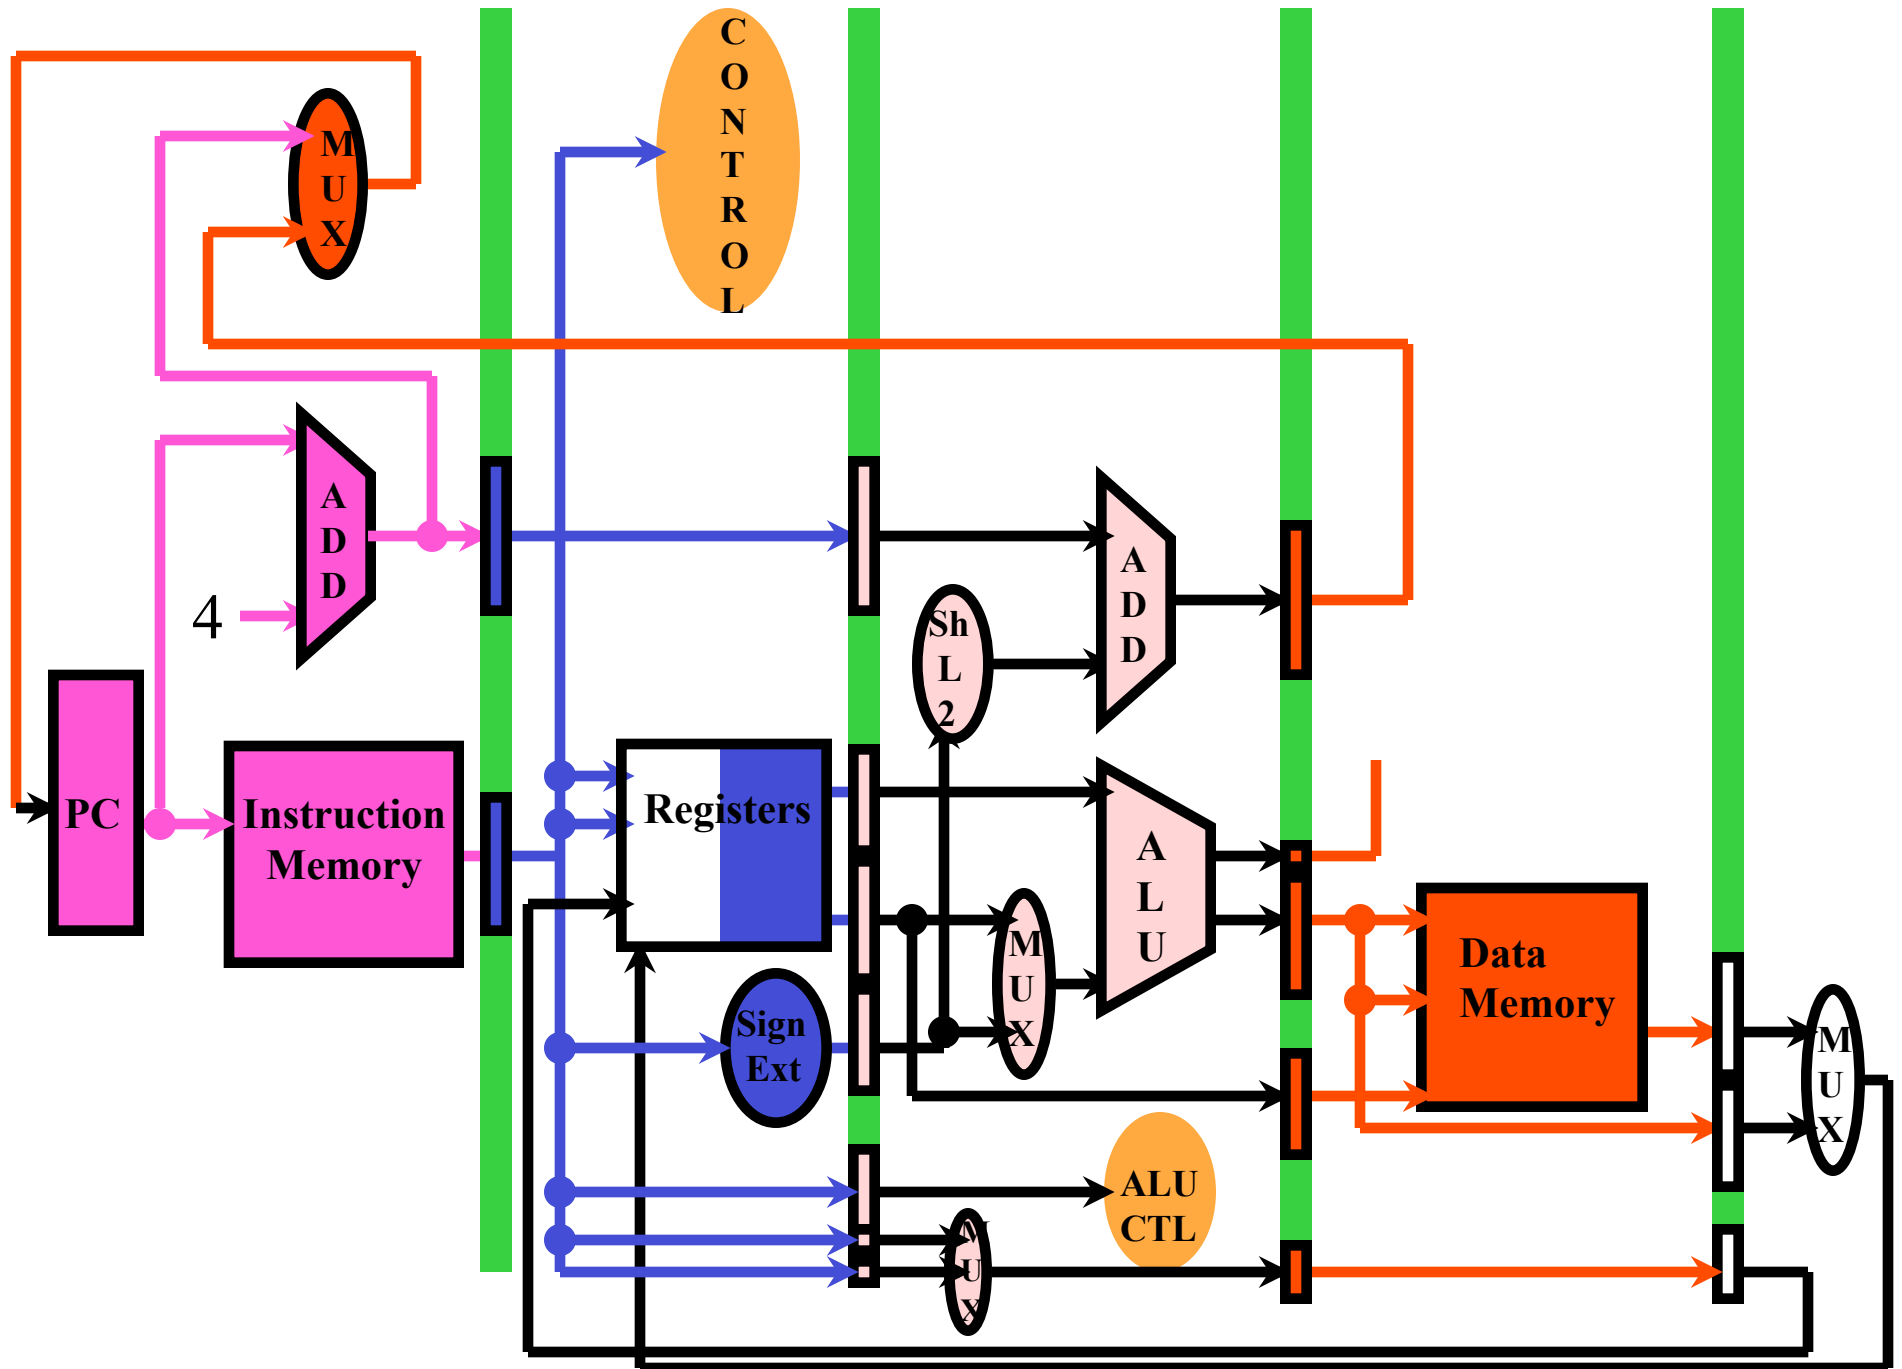 C
O
N
T
R
O
L
M
U
X
A
D
D
4
A
D
D
Sh
L
2
PC
Instruction
Memory
Registers
A
L
U
M
U
X
Data
Memory
Sign
Ext
M
U
X
ALU
CTL
M
U
X